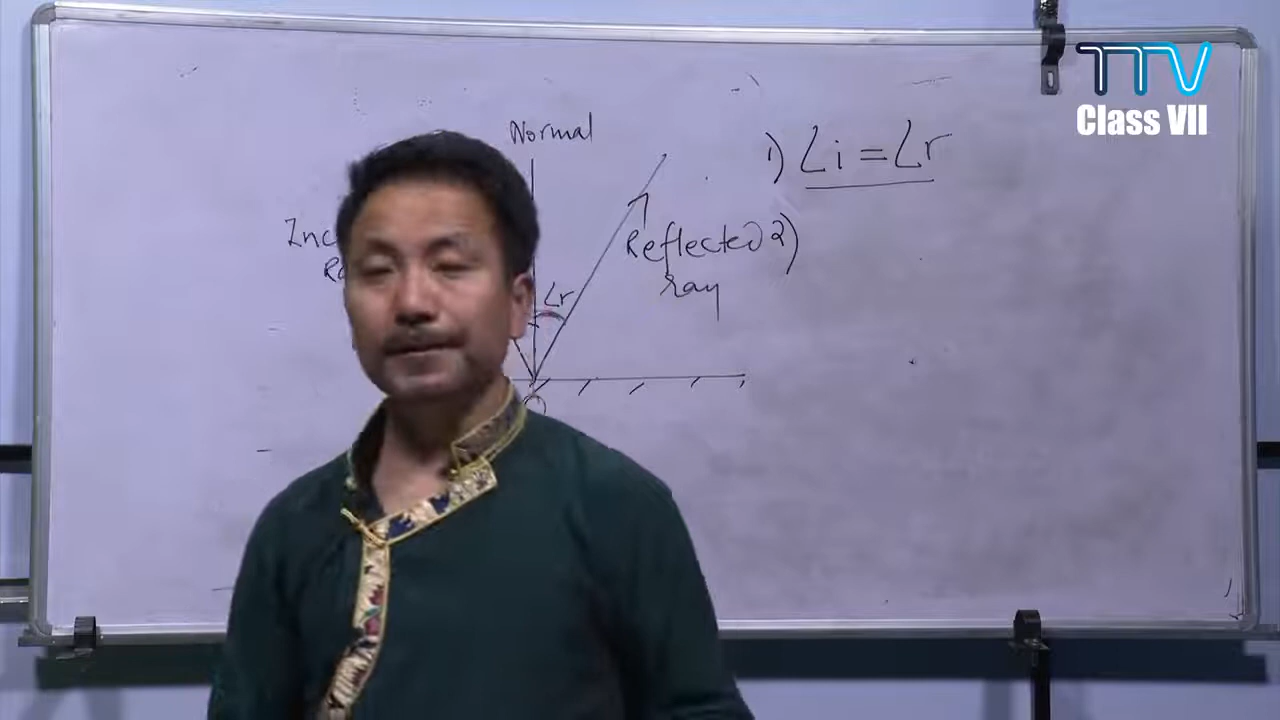 TTV
Class VII
Normal
1) ∠i = ∠r
Reflected 2)
ray
∠r